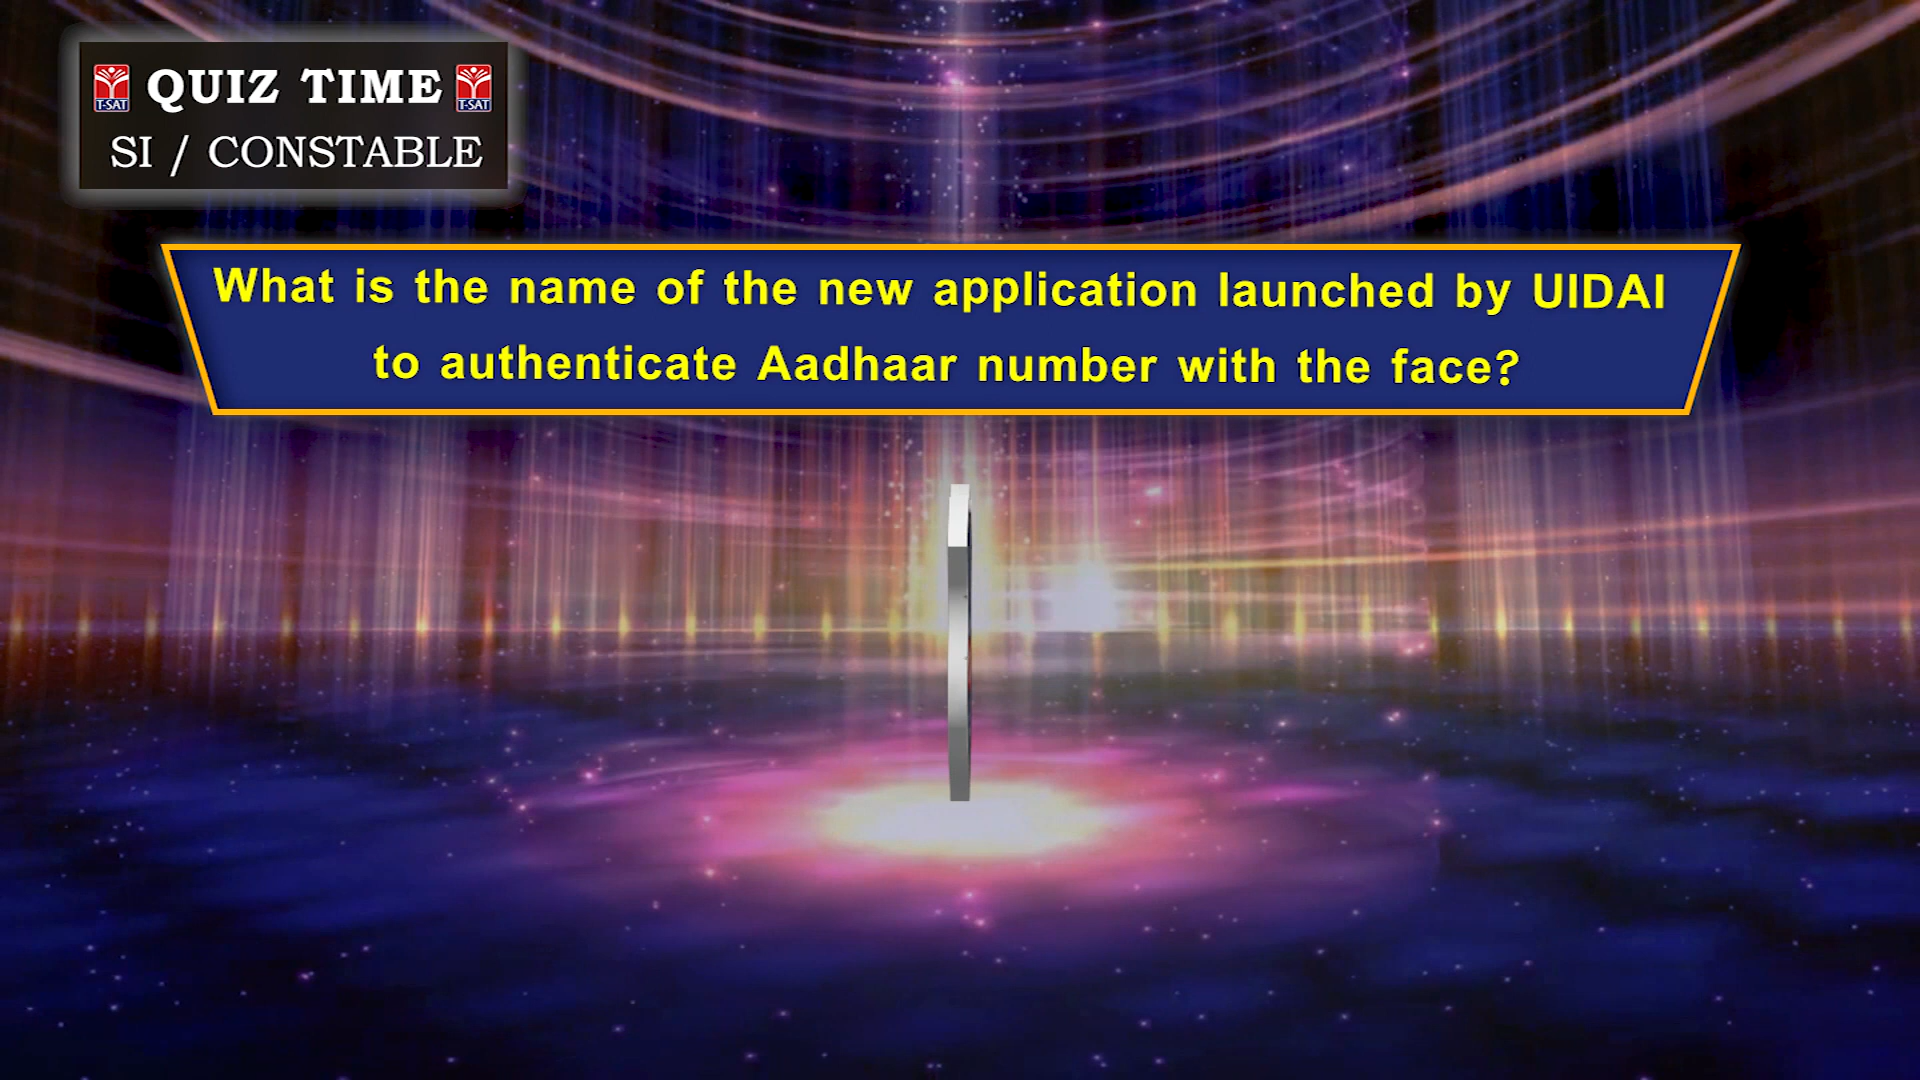 QUIZ TIME
T-SAT T-SAT
SI / CONSTABLE
What is the name of the new application launched by UIDAI
to authenticate Aadhaar number with the face?